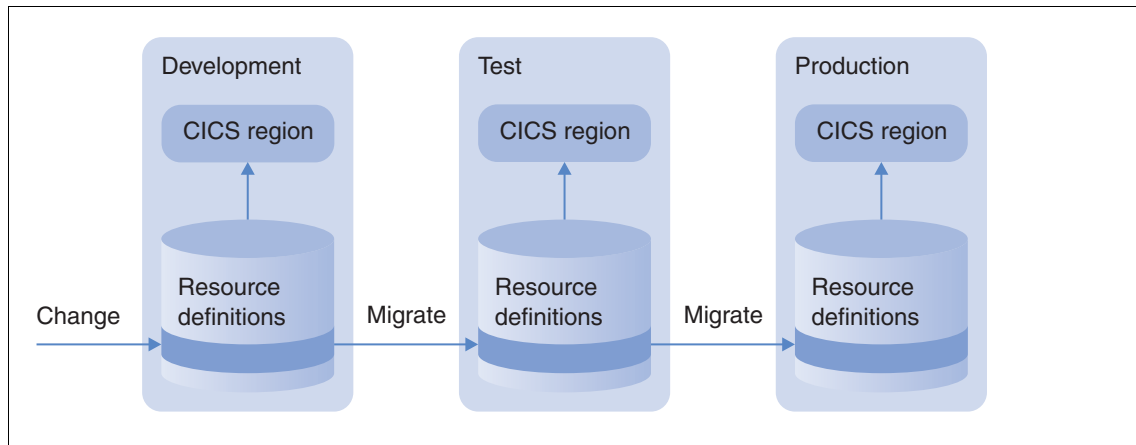 Development
Test
Production
CICS region
CICS region
CICS region
Resource
definitions
Resource
definitions
Resource
definitions
Change
Migrate
Migrate